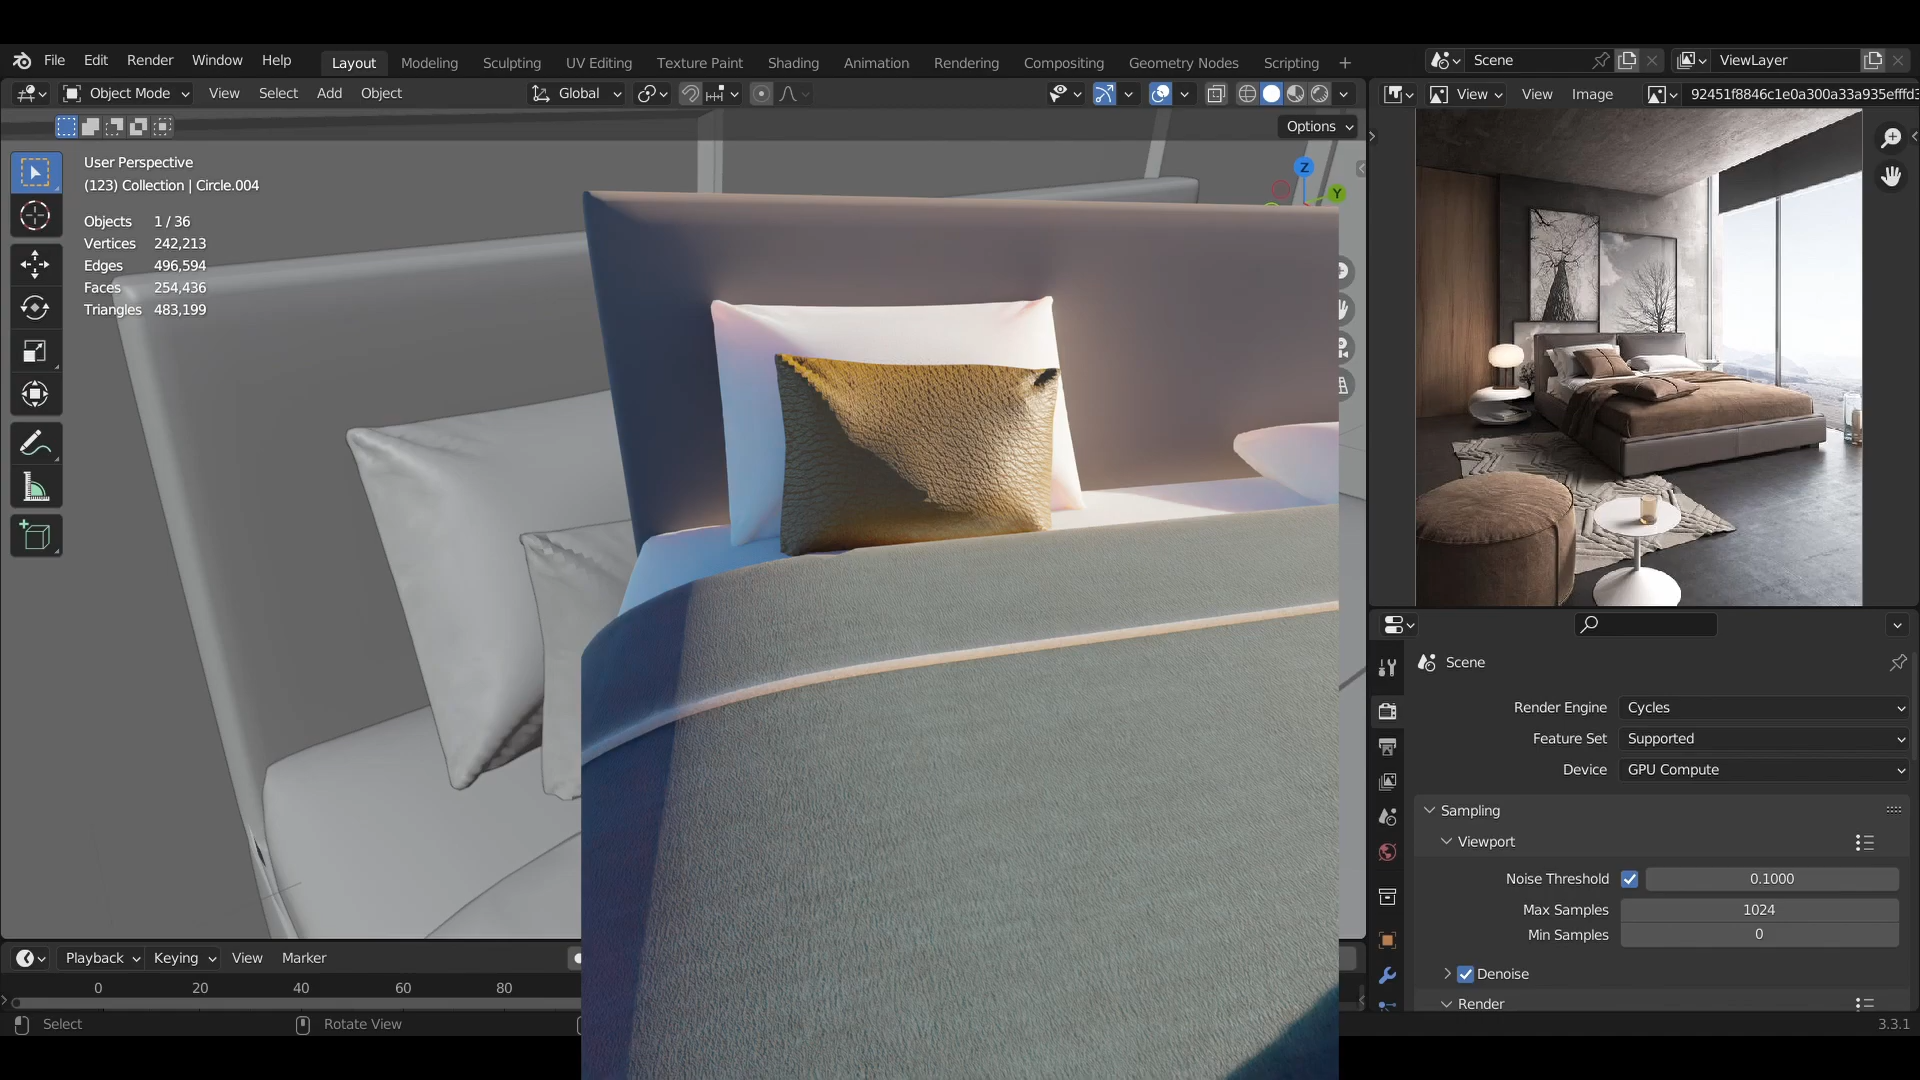 File Edit Render Window Help Layout Modeling Sculpting UV Editing Texture Paint Shading Animation Rendering Compositing Geometry Nodes Scripting + Scene ViewLayer
Object Mode View Select Add Object Global View View Image 92451f8846c1e0a300a33a935efffd3
Options
User Perspective
(123) Collection | Circle.004
Objects 1 / 36
Vertices 242,213
Edges 496,594
Faces 254,436
Triangles 483,199
Z
Y
Scene
Render Engine Cycles
Feature Set Supported
Device GPU Compute
Sampling
Viewport
Noise Threshold 0.1000
Max Samples 1024
Min Samples 0
Denoise
Render
Playback Keying View Marker
0 20 40 60 80
Select Rotate View 3.3.1